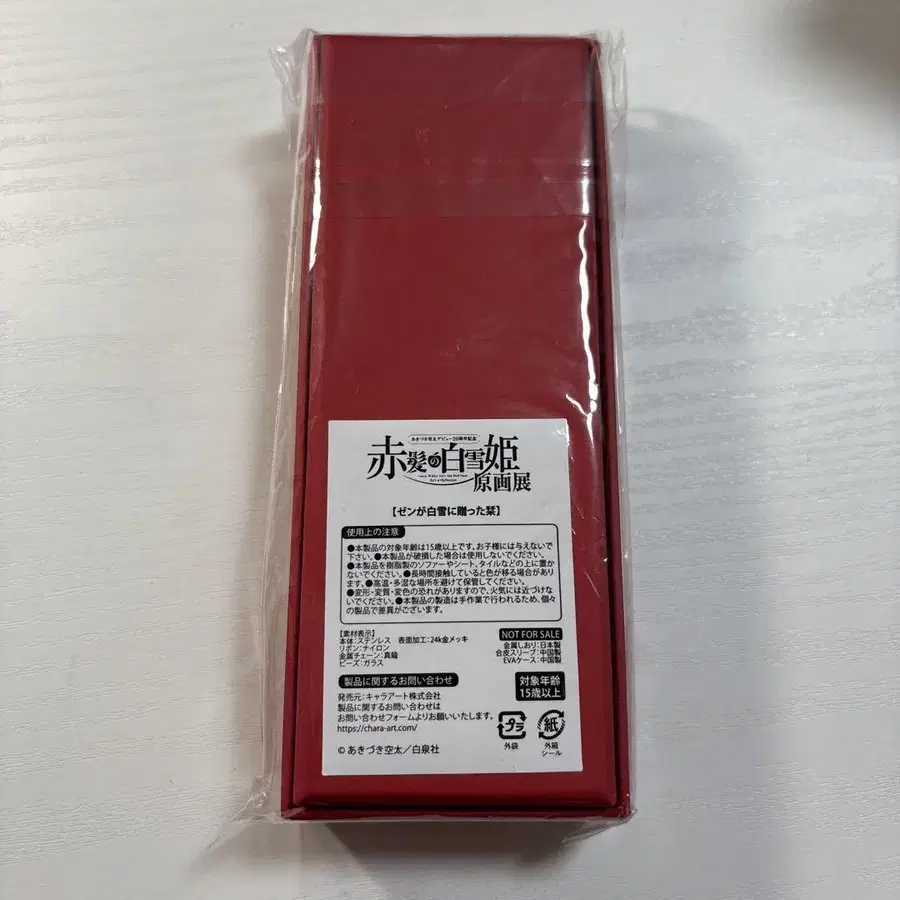 あきづき空太デビュー20周年記念
赤髪の白雪姫
Snow White with the Red Hair
Art exhibition
原画展
【ゼンが白雪に贈った栞】
使用上の注意
●本製品の対象年齢は15歳以上です。お子様には与えないで
下さい。●本製品が破損した場合は使用しないでください。
●本製品を樹脂製のソファーやシート、タイルなどの上に置か
ないでください。●長時間接触していると色が移る場合があり
ます。●高温・多湿な場所を避けて保管してください。
●変形・変質・変色の恐れがありますので、火気には近づけな
いでください。●本製品の製造は手作業で行われるため、個々
の製品で差異がございます。
【素材表示】
本体:ステンレス 表面加工:24k金メッキ
リボン:ナイロン
金属チェーン:真鍮
ビーズ:ガラス
NOT FOR SALE
金属しおり:日本製
合皮スリーブ:中国製
EVAケース:中国製
製品に関するお問い合わせ
発売元:キャラアート株式会社
製品に関するお問い合わせは
お問い合わせフォームよりお願いいたします。
https://chara-art.com/
対象年齢
15歳以上
プラ
外袋
紙
外箱
シール
©あきづき空太/白泉社